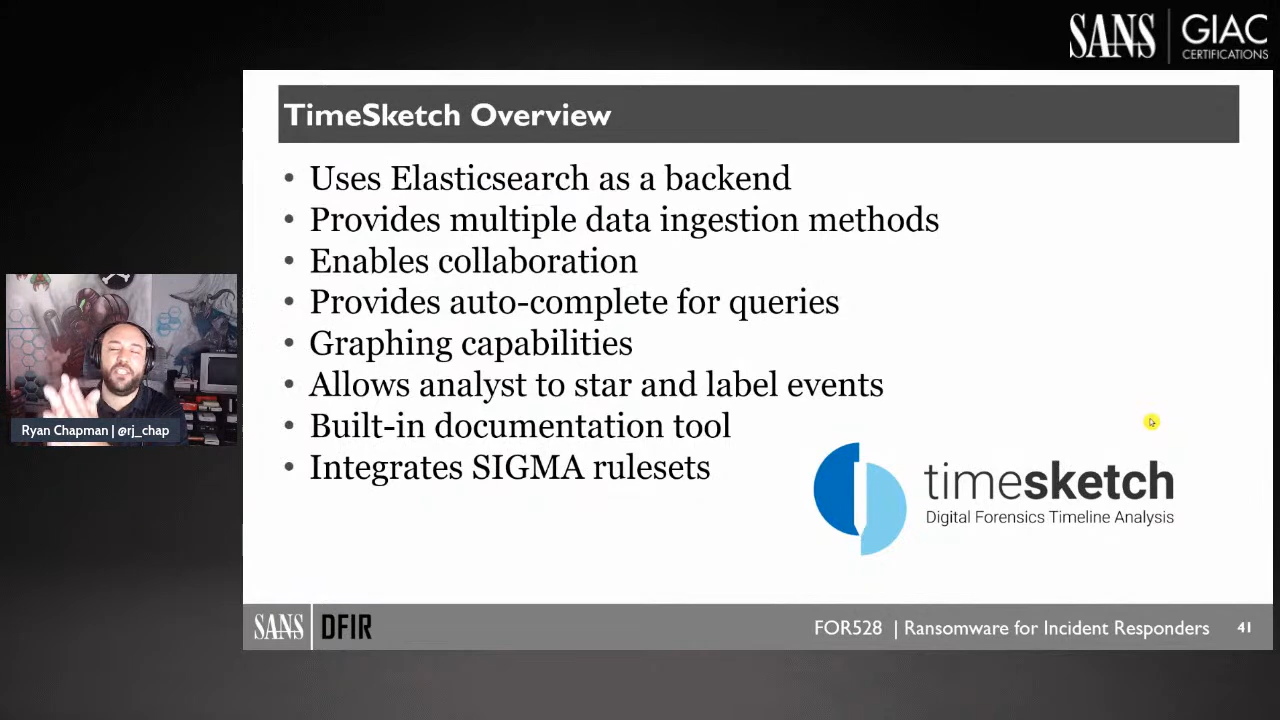 SANS GIAC
CERTIFICATIONS
TimeSketch Overview
• Uses Elasticsearch as a backend
• Provides multiple data ingestion methods
• Enables collaboration
• Provides auto-complete for queries
• Graphing capabilities
• Allows analyst to star and label events
• Built-in documentation tool
• Integrates SIGMA rulesets
Ryan Chapman | @rj_chap
timesketch
Digital Forensics Timeline Analysis
SANS DFIR
FOR528 | Ransomware for Incident Responders 41